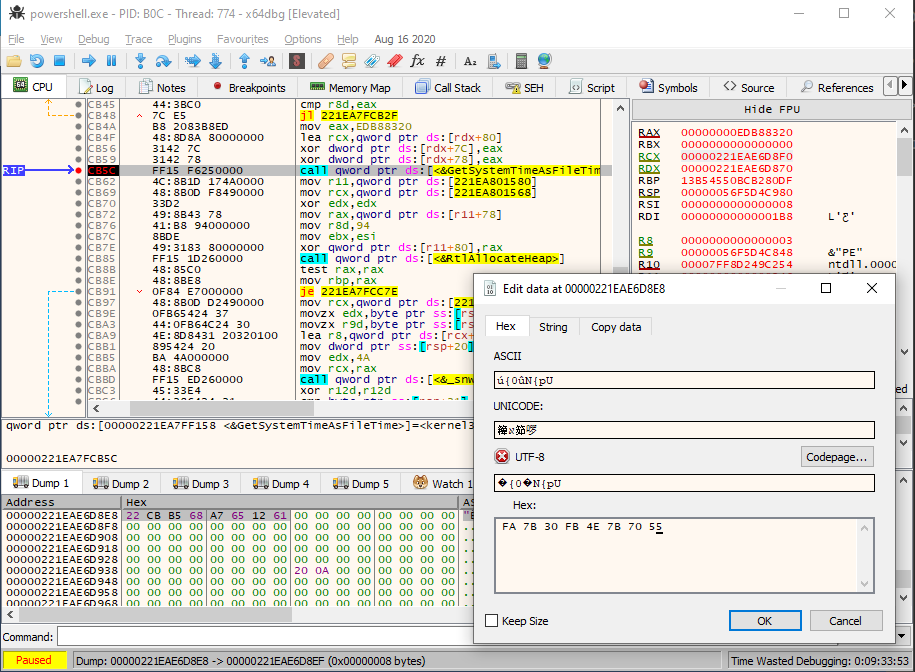 powershell.exe - PID: B0C - Thread: 774 - x64dbg [Elevated]
File View Debug Trace Plugins Favourites Options Help Aug 16 2020
CPU Log Notes Breakpoints Memory Map Call Stack SEH Script Symbols Source References
CB45 44:3BC0 cmp r8d,eax
CB48 7C E5 jl 221EA7FCB2F
CB4A B8 2083B8ED mov eax,EDB88320
CB4F 48:8D8A 80000000 lea rcx,qword ptr ds:[rdx+80]
CB56 3142 7C xor dword ptr ds:[rdx+7C],eax
CB59 3142 78 xor dword ptr ds:[rdx+78],eax
RIP CB5C FF15 F6250000 call qword ptr ds:[<&GetSystemTimeAsFileTim
CB62 4C:8B1D 174A0000 mov r11,qword ptr ds:[221EA801580]
CB69 48:8B0D F8490000 mov rcx,qword ptr ds:[221EA801568]
CB70 33D2 xor edx,edx
CB72 49:8B43 78 mov rax,qword ptr ds:[r11+78]
CB76 41:B8 94000000 mov r8d,94
CB7C 8BDE mov ebx,esi
CB7E 49:3183 80000000 xor qword ptr ds:[r11+80],rax
CB85 FF15 1D260000 call qword ptr ds:[<&RtlAllocateHeap>]
CB8B 48:85C0 test rax,rax
CB8E 48:8BE8 mov rbp,rax
CB91 0F84 E7000000 je 221EA7FCC7E
CB97 48:8B0D D2490000 mov rcx,qword ptr ds:[221
CB9E 0FB65424 37 movzx edx,byte ptr ss:[rs
CBA3 44:0FB64C24 30 movzx r9d,byte ptr ss:[rs
CBA9 4E:8D8431 20320100 lea r8,qword ptr ds:[rcx+
CBB1 895424 20 mov dword ptr ss:[rsp+20]
CBB5 BA 4A000000 mov edx,4A
CBBA 48:8BC8 mov rcx,rax
CBBD FF15 ED260000 call qword ptr ds:[<&_snw
CBC3 45:33E4 xor r12d,r12d
Hide FPU
RAX 00000000EDB88320
RBX 0000000000000000
RCX 00000221EAE6D8F0
RDX 00000221EAE6D870
RBP 13B54550BCB280DF
RSP 00000056F5D4C980
RSI 0000000000000008
RDI 00000000000001B8 L'Ƹ'
R8 0000000000000003
R9 00000056F5D4C848 &"PE"
R10 00007FF8D249C254 ntdll.0000
qword ptr ds:[00000221EA7FF158 <&GetSystemTimeAsFileTime>]=<kernel3
00000221EA7FCB5C
Dump 1 Dump 2 Dump 3 Dump 4 Dump 5 Watch 1
Address Hex AS
00000221EAE6D8E8 22 CB B5 68 A7 65 12 61 00 00 00 00 00 00 00 00
00000221EAE6D8F8 00 00 00 00 00 00 00 00 00 00 00 00 00 00 00 00
00000221EAE6D908 00 00 00 00 00 00 00 00 00 00 00 00 00 00 00 00
00000221EAE6D918 00 00 00 00 00 00 00 00 00 00 00 00 00 00 00 00
00000221EAE6D928 00 00 00 00 00 00 00 00 00 00 00 00 00 00 00 00
00000221EAE6D938 00 00 00 00 00 00 00 00 20 0A 00 00 00 00 00 00
00000221EAE6D948 00 00 00 00 00 00 00 00 00 00 00 00 00 00 00 00
00000221EAE6D958 00 00 00 00 00 00 00 00 00 00 00 00 00 00 00 00
00000221EAE6D968 00 00 00 00 00 00 00 00 00 00 00 00 00 00 00 00
Edit data at 00000221EAE6D8E8
Hex String Copy data
ASCII
ú{0ûN{pU
UNICODE:
UTF-8 Codepage...
�{0�N{pU
Hex:
FA 7B 30 FB 4E 7B 70 55
Keep Size OK Cancel
Command:
Paused Dump: 00000221EAE6D8E8 -> 00000221EAE6D8EF (0x00000008 bytes) Time Wasted Debugging: 0:09:33:53